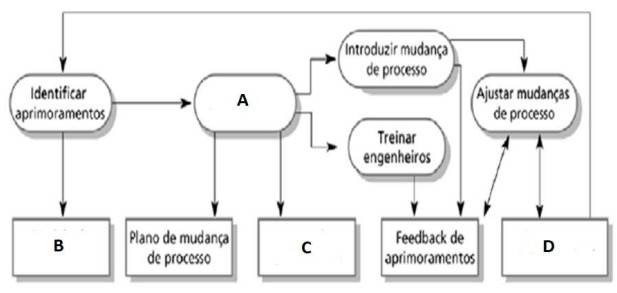 Introduzir mudança
de processo
Identificar
aprimoramentos
A
Ajustar mudanças
de processo
Treinar
engenheiros
B
Plano de mudança
de processo
C
Feedback de
aprimoramentos
D